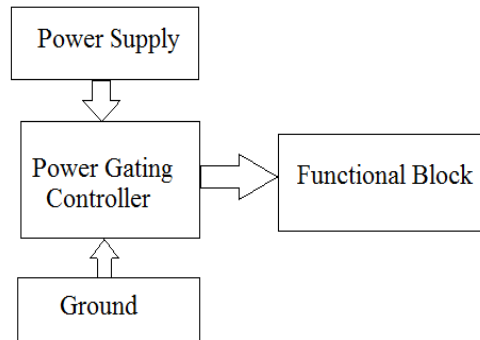 Power Supply
Power Gating
Controller
Functional Block
Ground